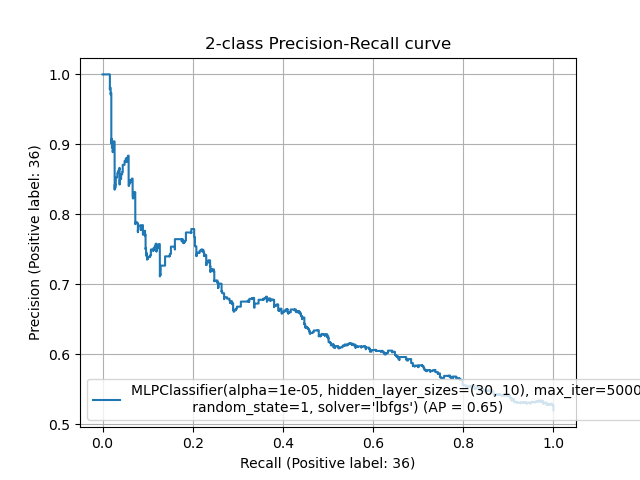 2-class Precision-Recall curve
1.0
0.9
0.8
0.7
0.6
0.5
Precision (Positive label: 36)
MLPClassifier(alpha=1e-05, hidden_layer_sizes=(30, 10), max_iter=5000
random_state=1, solver='lbfgs') (AP = 0.65)
0.0 0.2 0.4 0.6 0.8 1.0
Recall (Positive label: 36)